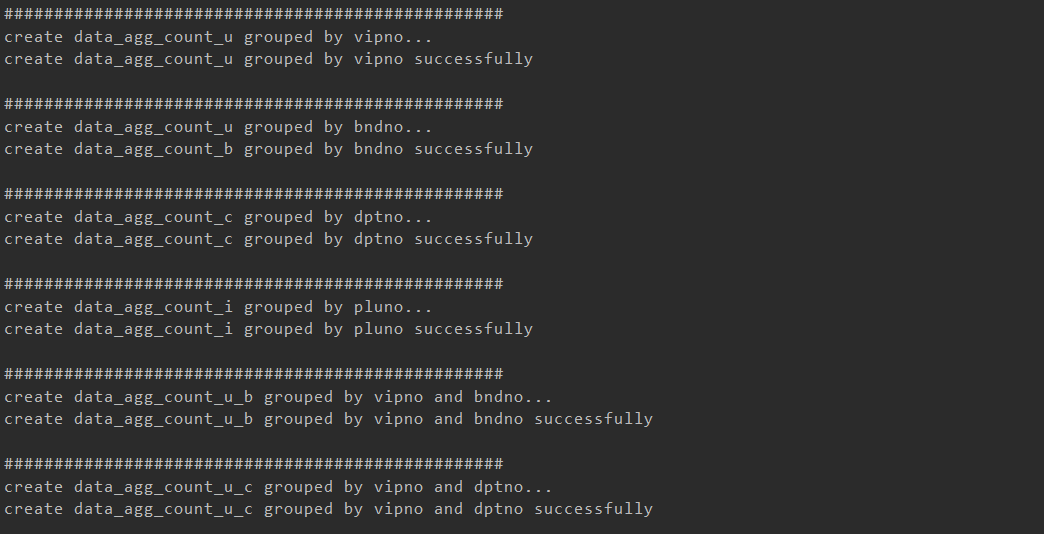 ##################################################
create data_agg_count_u grouped by vipno...
create data_agg_count_u grouped by vipno successfully
##################################################
create data_agg_count_u grouped by bndno...
create data_agg_count_b grouped by bndno successfully
##################################################
create data_agg_count_c grouped by dptno...
create data_agg_count_c grouped by dptno successfully
##################################################
create data_agg_count_i grouped by pluno...
create data_agg_count_i grouped by pluno successfully
##################################################
create data_agg_count_u_b grouped by vipno and bndno...
create data_agg_count_u_b grouped by vipno and bndno successfully
##################################################
create data_agg_count_u_c grouped by vipno and dptno...
create data_agg_count_u_c grouped by vipno and dptno successfully